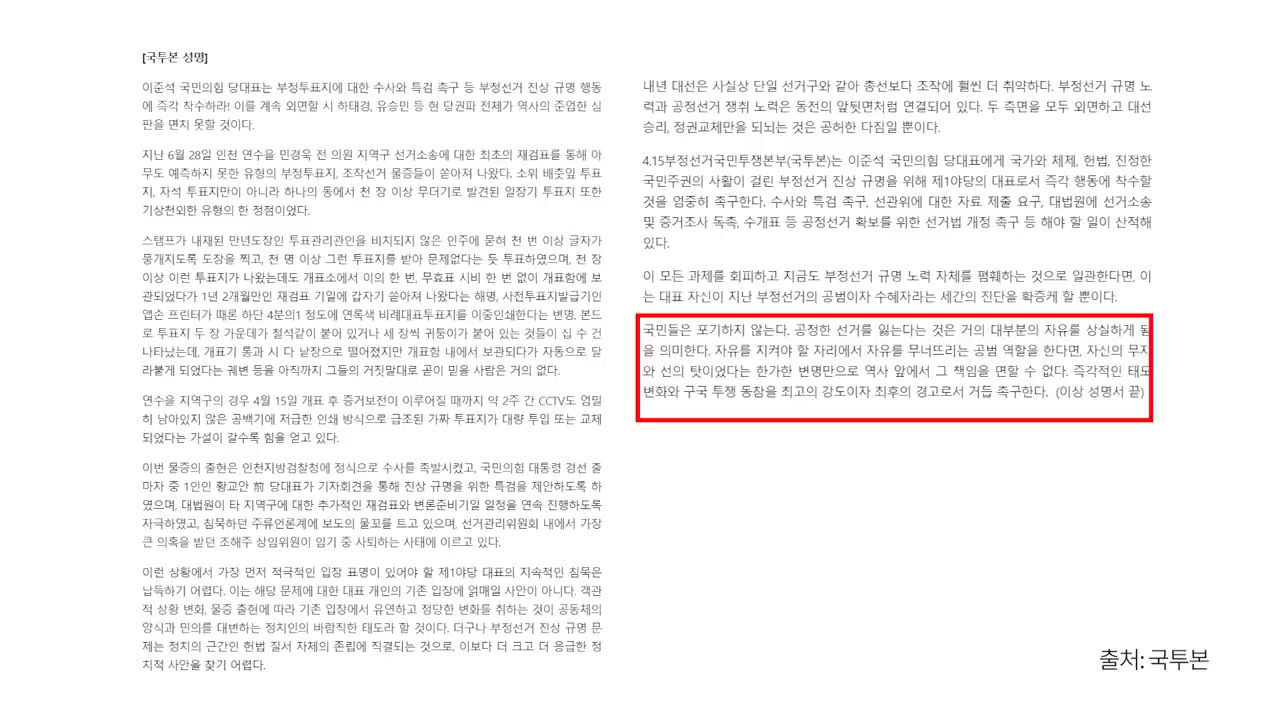 [국투본 성명]
이준석 국민의힘 당대표는 부정투표지에 대한 수사와 특검 촉구 등 부정선거 진상 규명 행동
에 즉각 착수하라! 이를 계속 외면할 시 하태경, 유승민 등 현 당권파 전체가 역사의 준엄한 심
판을 면치 못할 것이다.
지난 6월 28일 인천 연수을 민경욱 전 의원 지역구 선거소송에 대한 최초의 재검표를 통해 아
무도 예측하지 못한 유형의 부정투표지, 조작선거 물증들이 쏟아져 나왔다. 소위 배춧잎 투표
지, 자석 투표지만이 아니라 하나의 동에서 천 장 이상 무더기로 발견된 일장기 투표지 또한
기상천외한 유형의 한 정점이었다.
스탬프가 내재된 만년도장인 투표관리관인을 비치되지 않은 인주에 묻혀 천 번 이상 글자가
뭉개지도록 도장을 찍고, 천 명 이상 그런 투표지를 받아 문제없다는 듯 투표하였으며, 천 장
이상 이런 투표지가 나왔는데도 개표소에서 이의 한 번, 무효표 시비 한 번 없이 개표함에 보
관되었다가 1년 2개월만인 재검표 기일에 갑자기 쏟아져 나왔다는 해명, 사전투표지발급기인
앱손 프린터가 때론 하단 4분의1 정도에 연록색 비례대표투표지를 이중인쇄한다는 변명, 본드
로 투표지 두 장 가운데가 철석같이 붙어 있거나 세 장씩 귀퉁이가 붙어 있는 것들이 십 수 건
나타났는데, 개표기 통과 시 다 낱장으로 떨어졌지만 개표함 내에서 보관되다가 자동으로 달
라붙게 되었다는 궤변 등을 아직까지 그들의 거짓말대로 곧이 믿을 사람은 거의 없다.
연수을 지역구의 경우 4월 15일 개표 후 증거보전이 이루어질 때까지 약 2주 간 CCTV도 엄밀
히 남아있지 않은 공백기에 저급한 인쇄 방식으로 급조된 가짜 투표지가 대량 투입 또는 교체
되었다는 가설이 갈수록 힘을 얻고 있다.
이번 물증의 출현은 인천지방검찰청에 정식으로 수사를 촉발시켰고, 국민의힘 대통령 경선 출
마자 중 1인인 황교안 前 당대표가 기자회견을 통해 진상 규명을 위한 특검을 제안하도록 하
였으며, 대법원이 타 지역구에 대한 추가적인 재검표와 변론준비기일 일정을 연속 진행하도록
자극하였고, 침묵하던 주류언론계에 보도의 물꼬를 트고 있으며, 선거관리위원회 내에서 가장
큰 의혹을 받던 조해주 상임위원이 임기 중 사퇴하는 사태에 이르고 있다.
이런 상황에서 가장 먼저 적극적인 입장 표명이 있어야 할 제1야당 대표의 지속적인 침묵은
납득하기 어렵다. 이는 해당 문제에 대한 대표 개인의 기존 입장에 얽매일 사안이 아니다. 객관
적 상황 변화, 물증 출현에 따라 기존 입장에서 유연하고 정당한 변화를 취하는 것이 공동체의
양식과 민의를 대변하는 정치인의 바람직한 태도라 할 것이다. 더구나 부정선거 진상 규명 문
제는 정치의 근간인 헌법 질서 자체의 존립에 직결되는 것으로, 이보다 더 크고 더 응급한 정
치적 사안을 찾기 어렵다.
내년 대선은 사실상 단일 선거구와 같아 총선보다 조작에 훨씬 더 취약하다. 부정선거 규명 노
력과 공정선거 쟁취 노력은 동전의 앞뒷면처럼 연결되어 있다. 두 측면을 모두 외면하고 대선
승리, 정권교체만을 되뇌는 것은 공허한 다짐일 뿐이다.
4.15부정선거국민투쟁본부(국투본)는 이준석 국민의힘 당대표에게 국가와 체제, 헌법, 진정한
국민주권의 사활이 걸린 부정선거 진상 규명을 위해 제1야당의 대표로서 즉각 행동에 착수할
것을 엄중히 촉구한다. 수사와 특검 촉구, 선관위에 대한 자료 제출 요구, 대법원에 선거소송
및 증거조사 독촉, 수개표 등 공정선거 확보를 위한 선거법 개정 촉구 등 해야 할 일이 산적해
있다.
이 모든 과제를 회피하고 지금도 부정선거 규명 노력 자체를 폄훼하는 것으로 일관한다면, 이
는 대표 자신이 지난 부정선거의 공범이자 수혜자라는 세간의 진단을 확증케 할 뿐이다.
국민들은 포기하지 않는다. 공정한 선거를 잃는다는 것은 거의 대부분의 자유를 상실하게 됨
을 의미한다. 자유를 지켜야 할 자리에서 자유를 무너뜨리는 공범 역할을 한다면, 자신의 무지
와 선의 탓이었다는 한가한 변명만으로 역사 앞에서 그 책임을 면할 수 없다. 즉각적인 태도
변화와 구국 투쟁 동참을 최고의 강도이자 최후의 경고로서 거듭 촉구한다. (이상 성명서 끝)
출처: 국투본